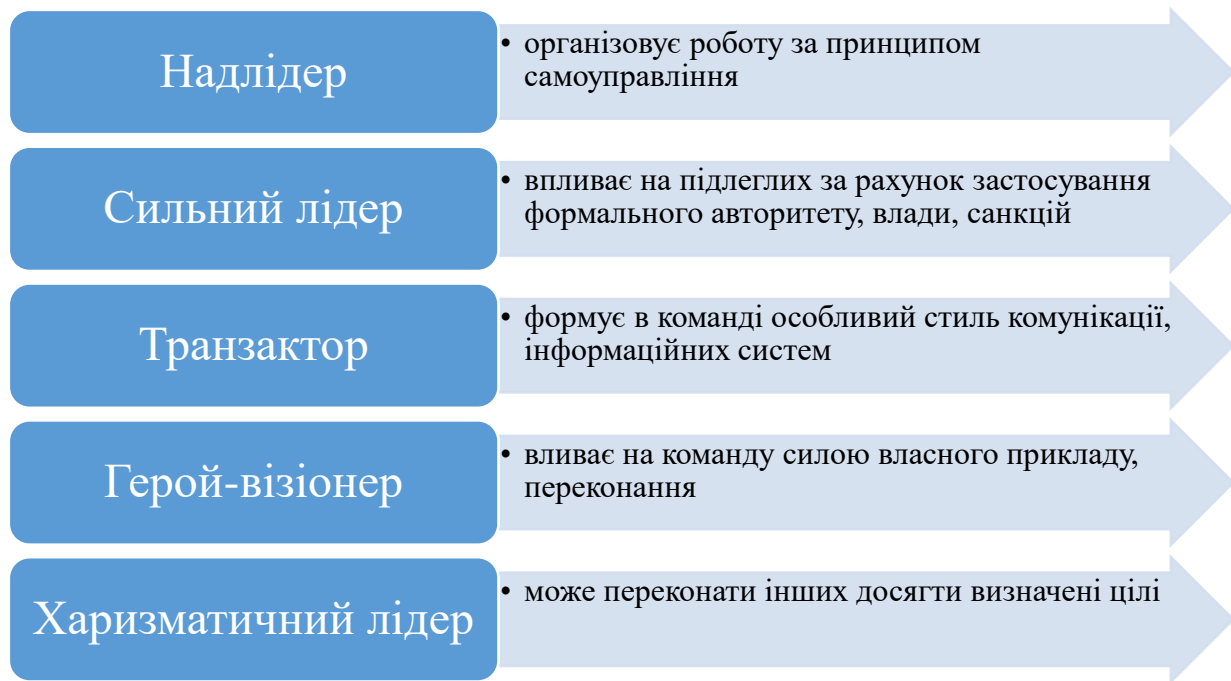 Надлідер
• організовує роботу за принципом
самоуправління
Сильний лідер
• впливає на підлеглих за рахунок застосування
формального авторитету, влади, санкцій
Транзактор
• формує в команді особливий стиль комунікації,
інформаційних систем
Герой-візіонер
• вливає на команду силою власного прикладу,
переконання
Харизматичний лідер
• може переконати інших досягти визначені цілі